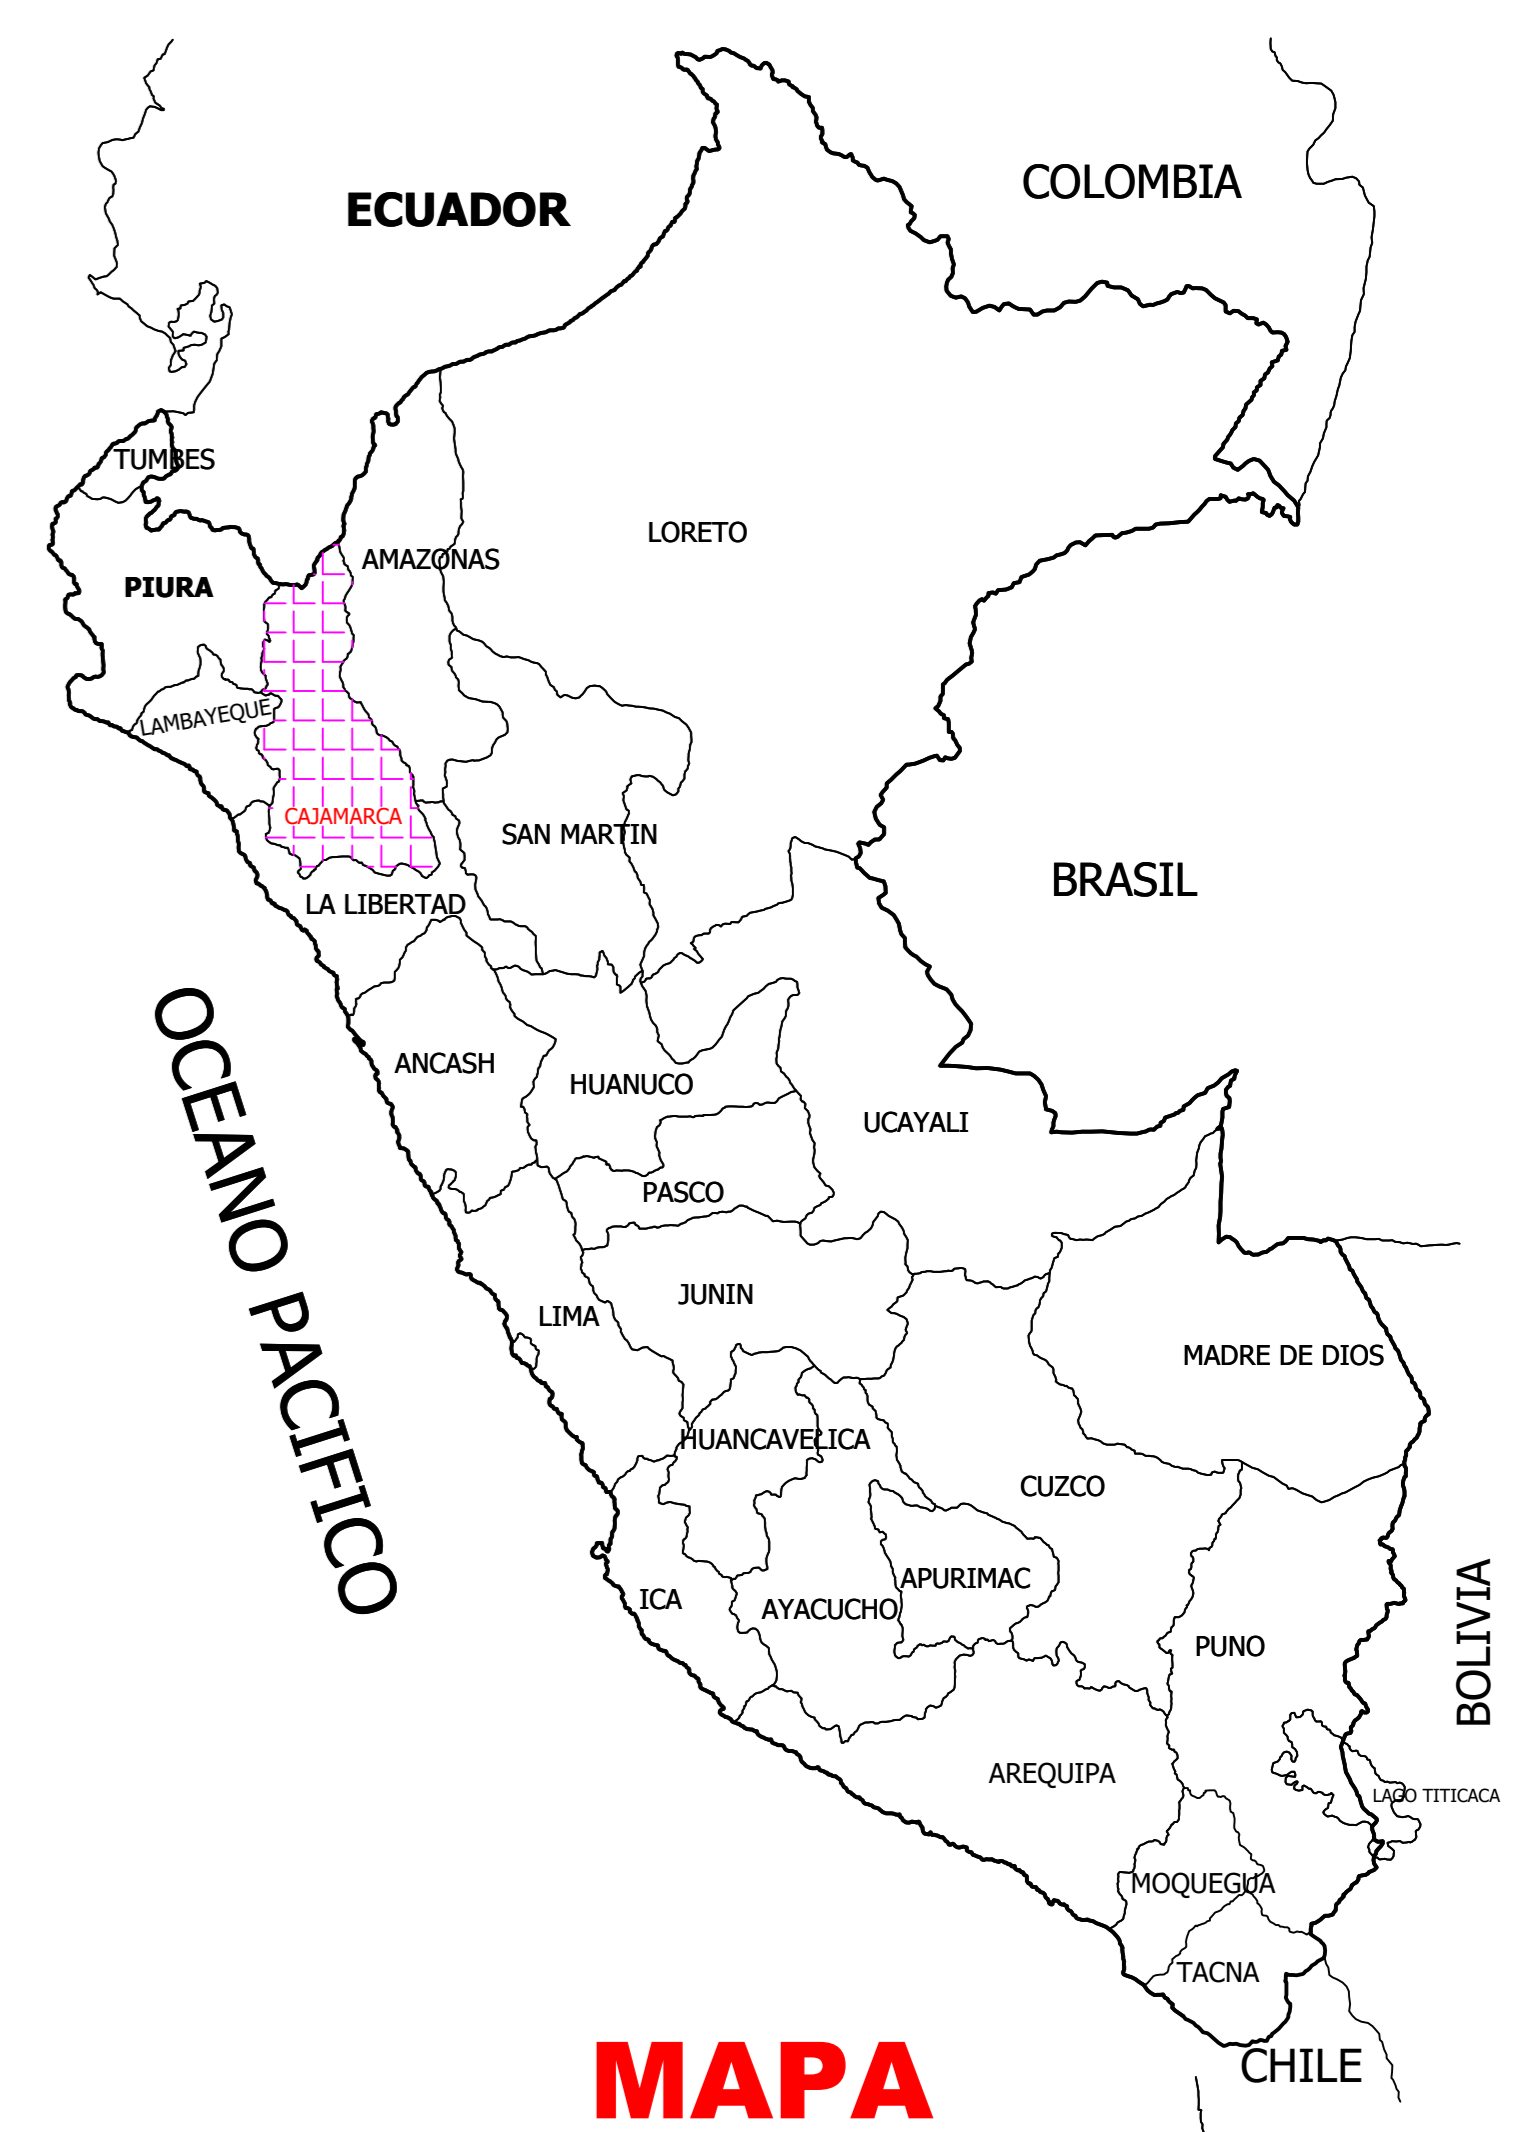 COLOMBIA
ECUADOR
TUMBES
LORETO
AMAZONAS
PIURA
LAMBAYEQUE
CAJAMARCA
SAN MARTIN
BRASIL
LA LIBERTAD
OCEANO PACIFICO
ANCASH
HUANUCO
UCAYALI
PASCO
JUNIN
LIMA
MADRE DE DIOS
HUANCAVELICA
CUZCO
APURIMAC
ICA
AYACUCHO
PUNO
BOLIVIA
AREQUIPA
LAGO TITICACA
MOQUEGUA
TACNA
CHILE
MAPA